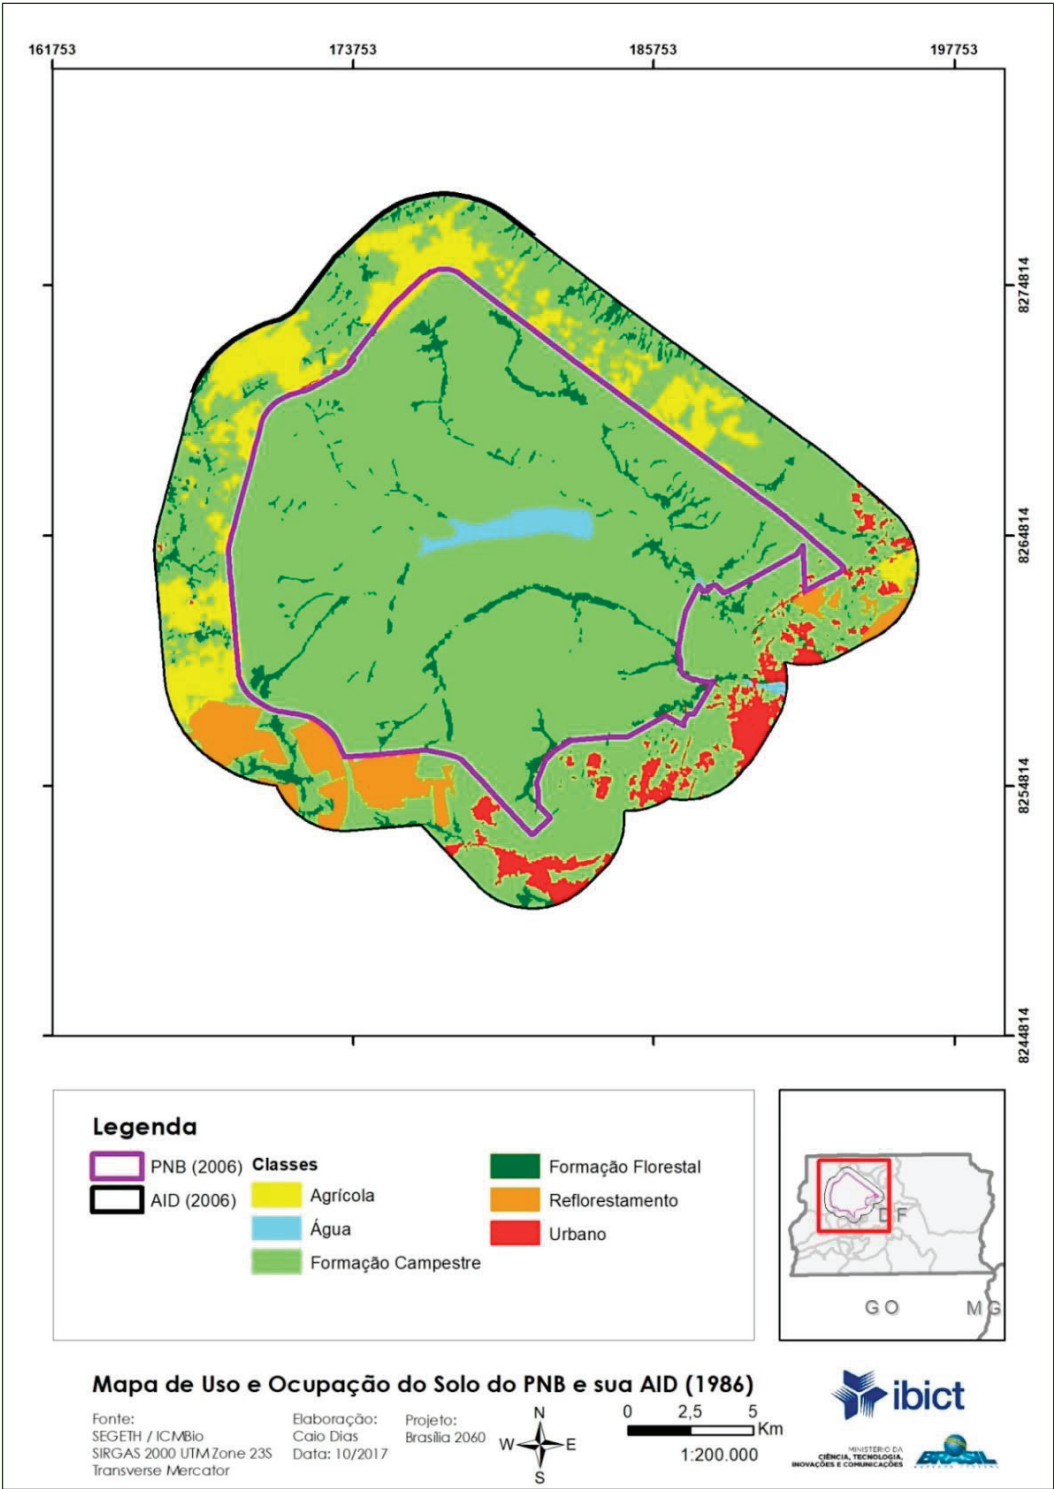 161753 173753 185753 197753
8274814
8264814
8254814
8244814
Legenda
PNB (2006)
AID (2006)
Classes
Agrícola
Água
Formação Campestre
Formação Florestal
Reflorestamento
Urbano
DF
GO MG
Mapa de Uso e Ocupação do Solo do PNB e sua AID (1986)
Fonte:
SEGETH / ICMBio
SIRGAS 2000 UTM Zone 23S
Transverse Mercator
Elaboração:
Caio Dias
Data: 10/2017
Projeto:
Brasília 2060
N
W E
S
0 2,5 5
Km
1:200.000
ibict
MINISTÉRIO DA
CIÊNCIA, TECNOLOGIA,
INOVAÇÕES E COMUNICAÇÕES
BRASIL